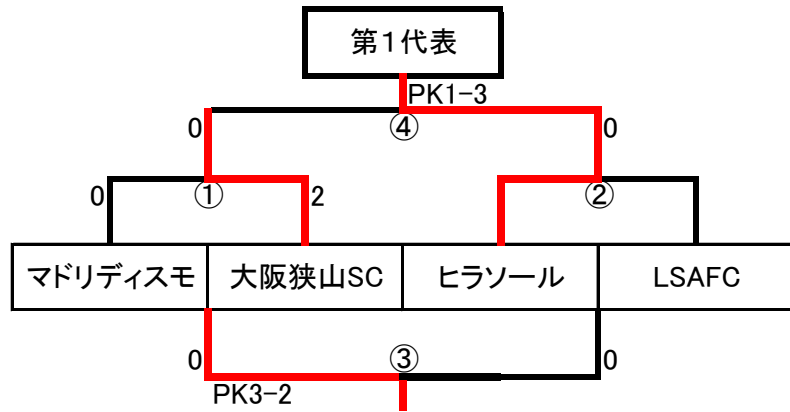 第1代表
PK1-3
0 ④ 0
0 ① 2 ②
マドリディスモ 大阪狭山SC ヒラソール LSAFC
0 ③ 0
PK3-2